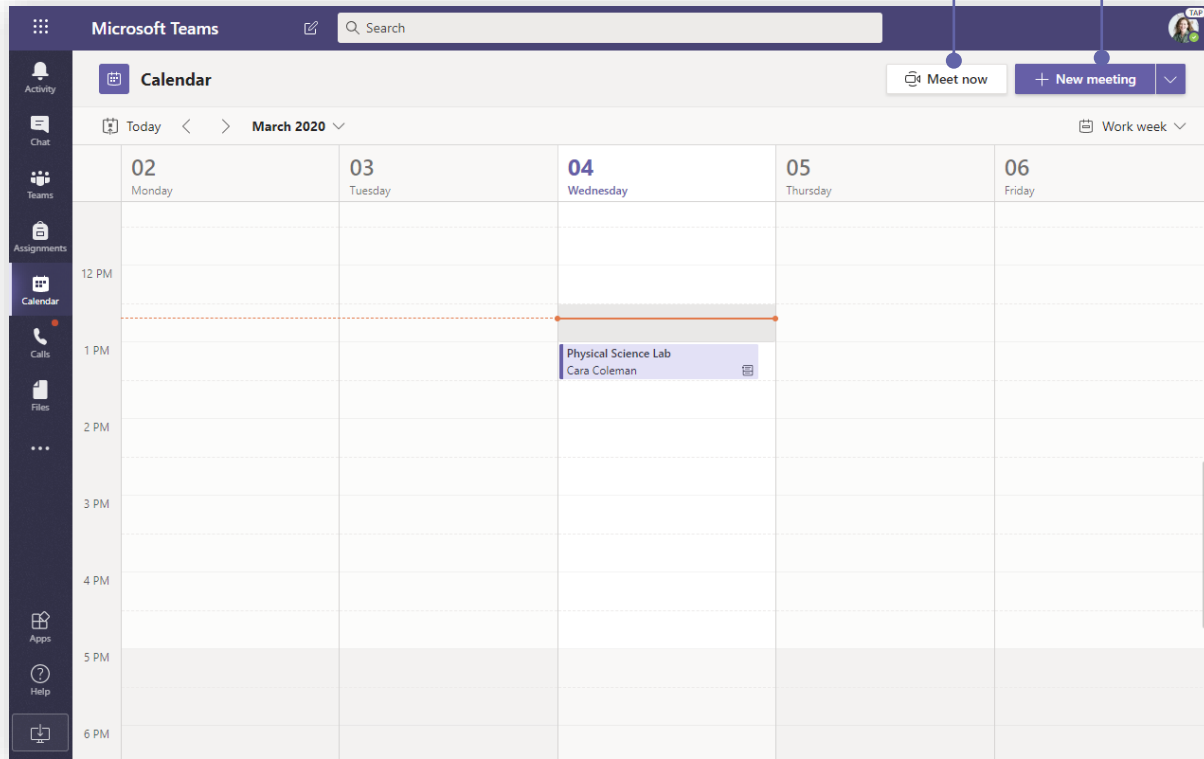 TAP
Microsoft Teams
Search
Activity
Chat
Teams
Assignments
Calendar
Calls
Files
Apps
Help
Calendar
Meet now
New meeting
Today
March 2020
Work week
02
Monday
03
Tuesday
04
Wednesday
05
Thursday
06
Friday
12 PM
1 PM
Physical Science Lab
Cara Coleman
2 PM
3 PM
4 PM
5 PM
6 PM